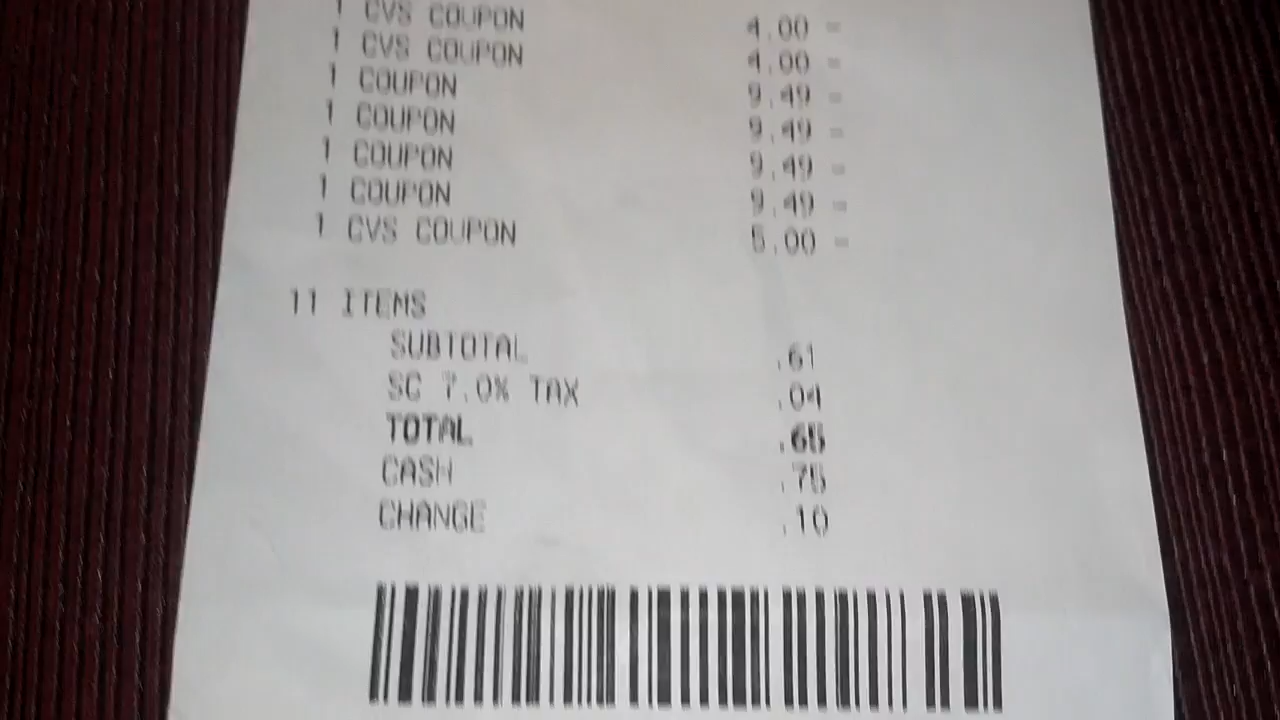 1 CVS COUPON 4.00 -
1 CVS COUPON 4.00 -
1 COUPON 9.49 -
1 COUPON 9.49 -
1 COUPON 9.49 -
1 COUPON 9.49 -
1 CVS COUPON 5.00 -
11 ITEMS
SUBTOTAL .61
SC 7.0% TAX .04
TOTAL .65
CASH .75
CHANGE .10